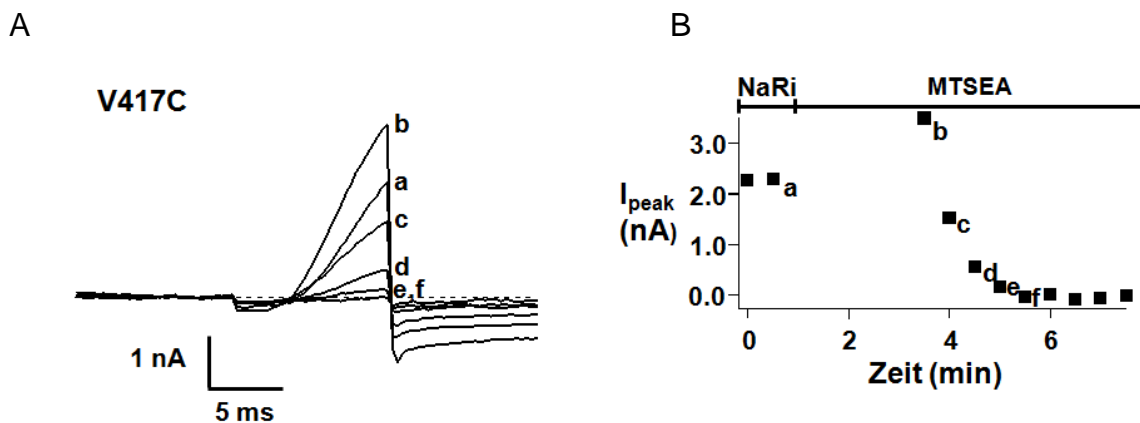 A
V417C
b
a
c
d
e,f
1 nA
5 ms
B
NaRi
MTSEA
3.0
2.0
1.0
0.0
I peak
(nA)
b
a
c
d
e
f
0
2
4
6
Zeit (min)